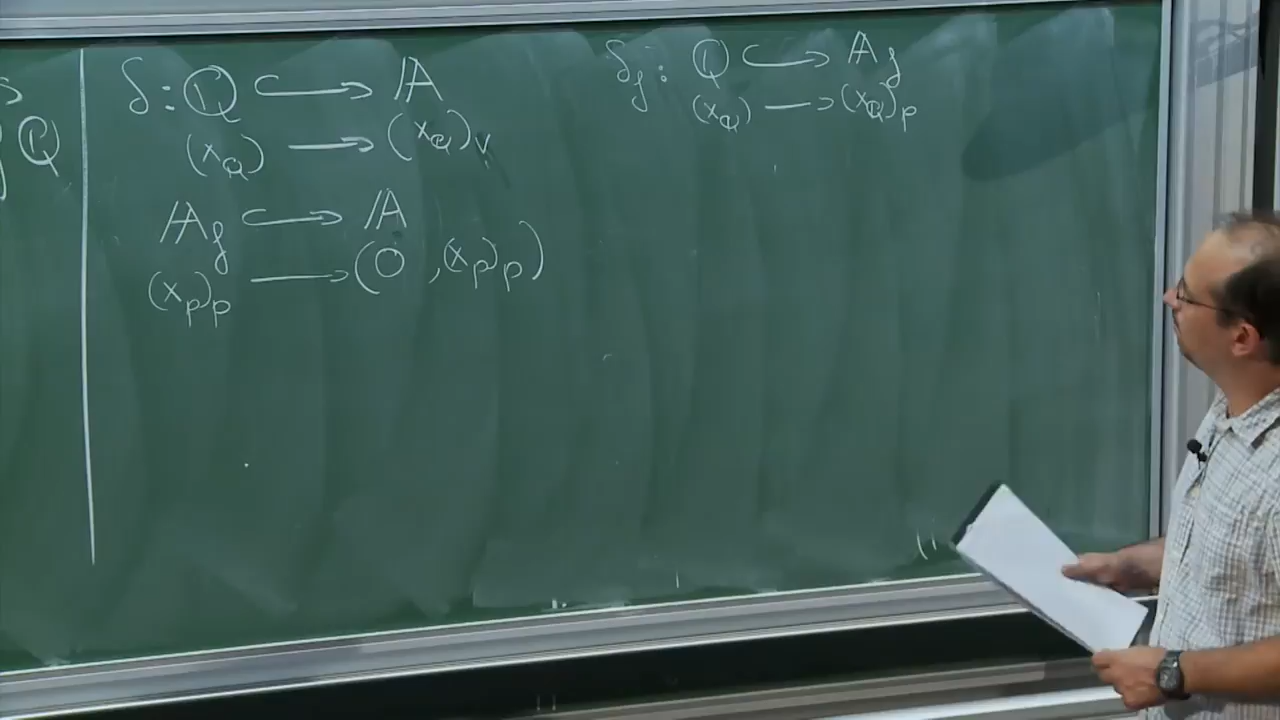 s
Q
δ : ℚ ↪ 𝔸
(x_ℚ) ⟶ (x_ℚ)_v
𝔸_f ↪ 𝔸
(x_p)_p ⟶ (0, (x_p)_p)
δ_f : ℚ ↪ 𝔸_f
(x_ℚ) ⟶ (x_ℚ)_p